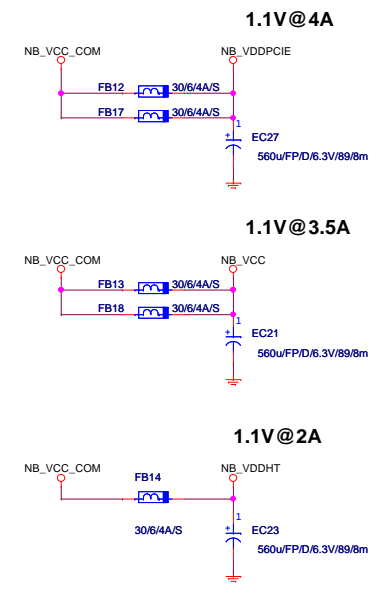 1.1V@4A
NB_VCC_COM NB_VDDPCIE
FB12 30/6/4A/S
FB17 30/6/4A/S
1
+ EC27
560u/FP/D/6.3V/89/8m
1.1V@3.5A
NB_VCC_COM NB_VCC
FB13 30/6/4A/S
FB18 30/6/4A/S
1
+ EC21
560u/FP/D/6.3V/89/8m
1.1V@2A
NB_VCC_COM NB_VDDHT
FB14
30/6/4A/S
1
+ EC23
560u/FP/D/6.3V/89/8m